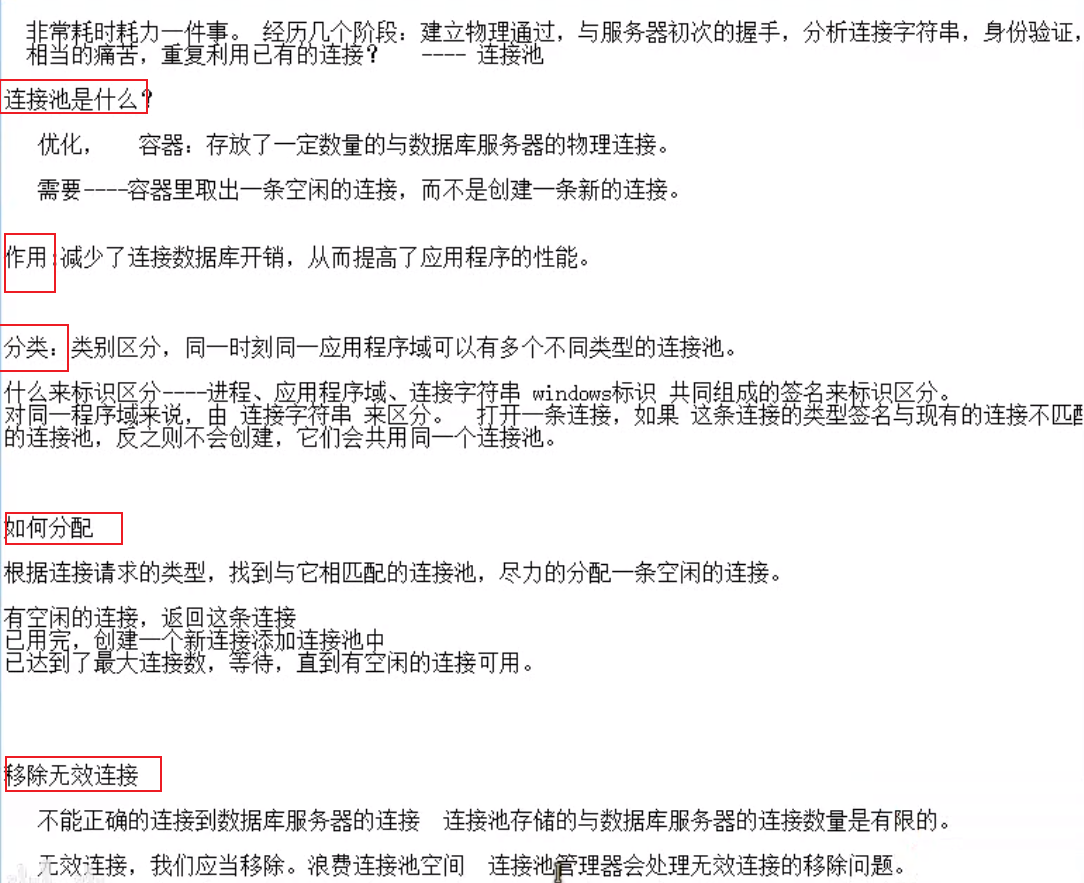 非常耗时耗力一件事。 经历几个阶段：建立物理通过，与服务器初次的握手，分析连接字符串，身份验证，
相当的痛苦，重复利用已有的连接？ ---- 连接池
连接池是什么？
优化， 容器：存放了一定数量的与数据库服务器的物理连接。
需要----容器里取出一条空闲的连接，而不是创建一条新的连接。
作用：减少了连接数据库开销，从而提高了应用程序的性能。
分类：类别区分，同一时刻同一应用程序域可以有多个不同类型的连接池。
什么来标识区分----进程、应用程序域、连接字符串 windows标识 共同组成的签名来标识区分。
对同一程序域来说，由 连接字符串 来区分。 打开一条连接，如果 这条连接的类型签名与现有的连接不匹配
的连接池，反之则不会创建，它们会共用同一个连接池。
如何分配
根据连接请求的类型，找到与它相匹配的连接池，尽力的分配一条空闲的连接。
有空闲的连接，返回这条连接
已用完，创建一个新连接添加连接池中
已达到了最大连接数，等待，直到有空闲的连接可用。
移除无效连接
不能正确的连接到数据库服务器的连接 连接池存储的与数据库服务器的连接数量是有限的。
无效连接，我们应当移除。浪费连接池空间 连接池管理器会处理无效连接的移除问题。